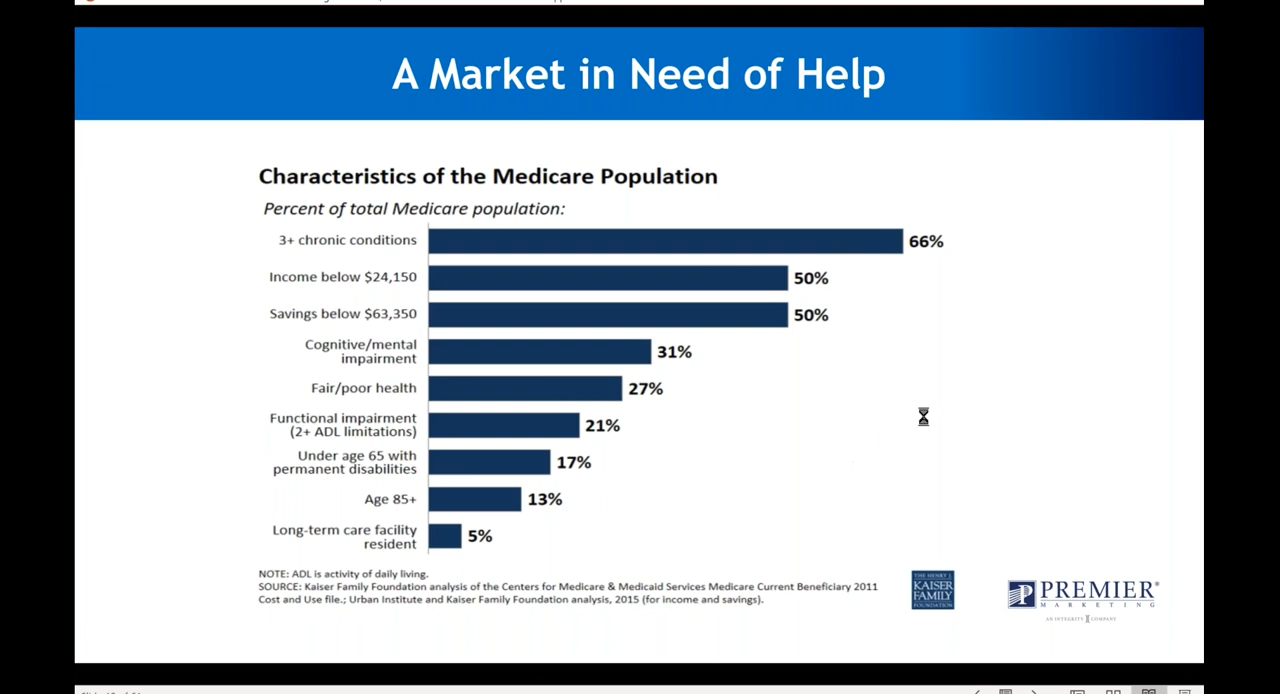 A Market in Need of Help
Characteristics of the Medicare Population
Percent of total Medicare population:
3+ chronic conditions
66%
Income below $24,150
50%
Savings below $63,350
50%
Cognitive/mental
impairment
31%
Fair/poor health
27%
Functional impairment
(2+ ADL limitations)
21%
Under age 65 with
permanent disabilities
17%
Age 85+
13%
Long-term care facility
resident
5%
NOTE: ADL is activity of daily living.
SOURCE: Kaiser Family Foundation analysis of the Centers for Medicare & Medicaid Services Medicare Current Beneficiary 2011
Cost and Use file.; Urban Institute and Kaiser Family Foundation analysis, 2015 (for income and savings).
THE HENRY J.
KAISER
FAMILY
FOUNDATION
P PREMIER®
MARKETING
AN INTEGRITY COMPANY